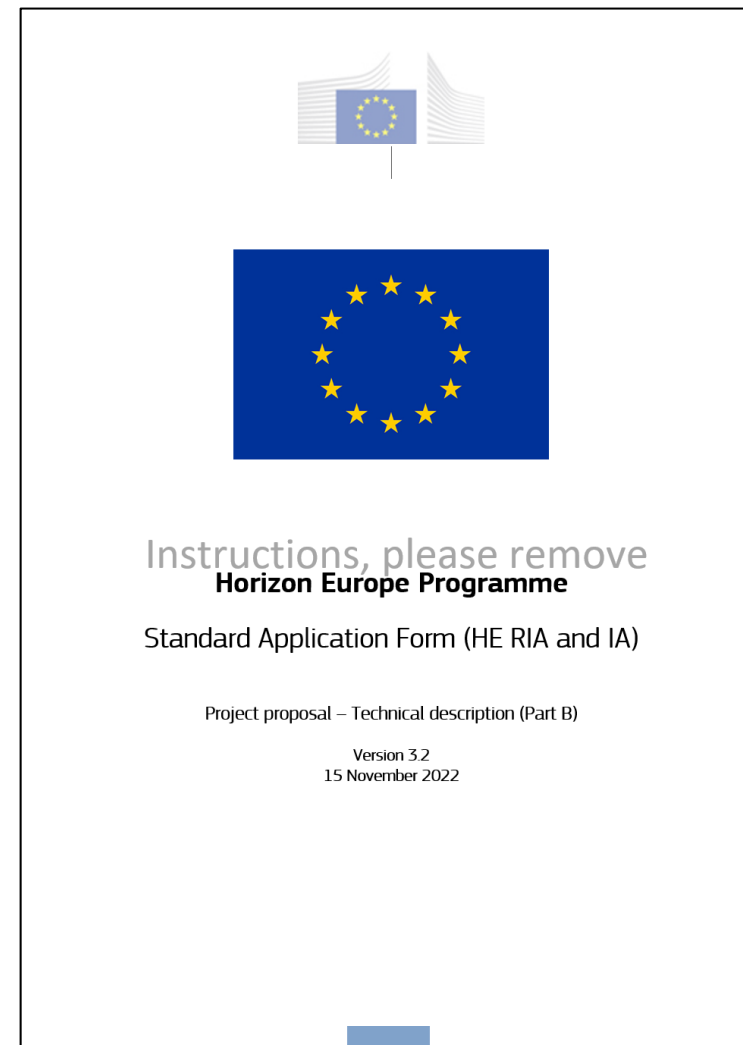 Instructions, please remove
Horizon Europe Programme
Standard Application Form (HE RIA and IA)
Project proposal – Technical description (Part B)
Version 3.2
15 November 2022